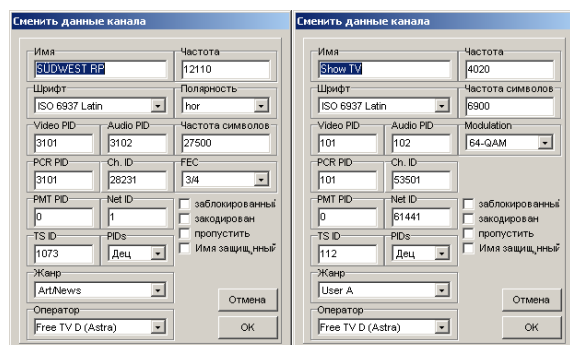 Сменить данные канала
Имя
SÜDWEST RP
Частота
12110
Шрифт
ISO 6937 Latin
Полярность
hor
Video PID
3101
Audio PID
3102
Частота символов
27500
PCR PID
3101
Ch. ID
28231
FEC
3/4
PMT PID
0
Net ID
1
TS ID
1073
PIDs
Дец
заблокированный
закодирован
пропустить
Имя защищ„нный
Жанр
Art/News
Оператор
Free TV D (Astra)
Отмена
OK
Сменить данные канала
Имя
Show TV
Частота
4020
Шрифт
ISO 6937 Latin
Частота символов
6900
Video PID
101
Audio PID
102
Modulation
64-QAM
PCR PID
101
Ch. ID
53501
PMT PID
0
Net ID
61441
TS ID
112
PIDs
Дец
заблокированный
закодирован
пропустить
Имя защищ„нный
Жанр
User A
Оператор
Free TV D (Astra)
Отмена
OK